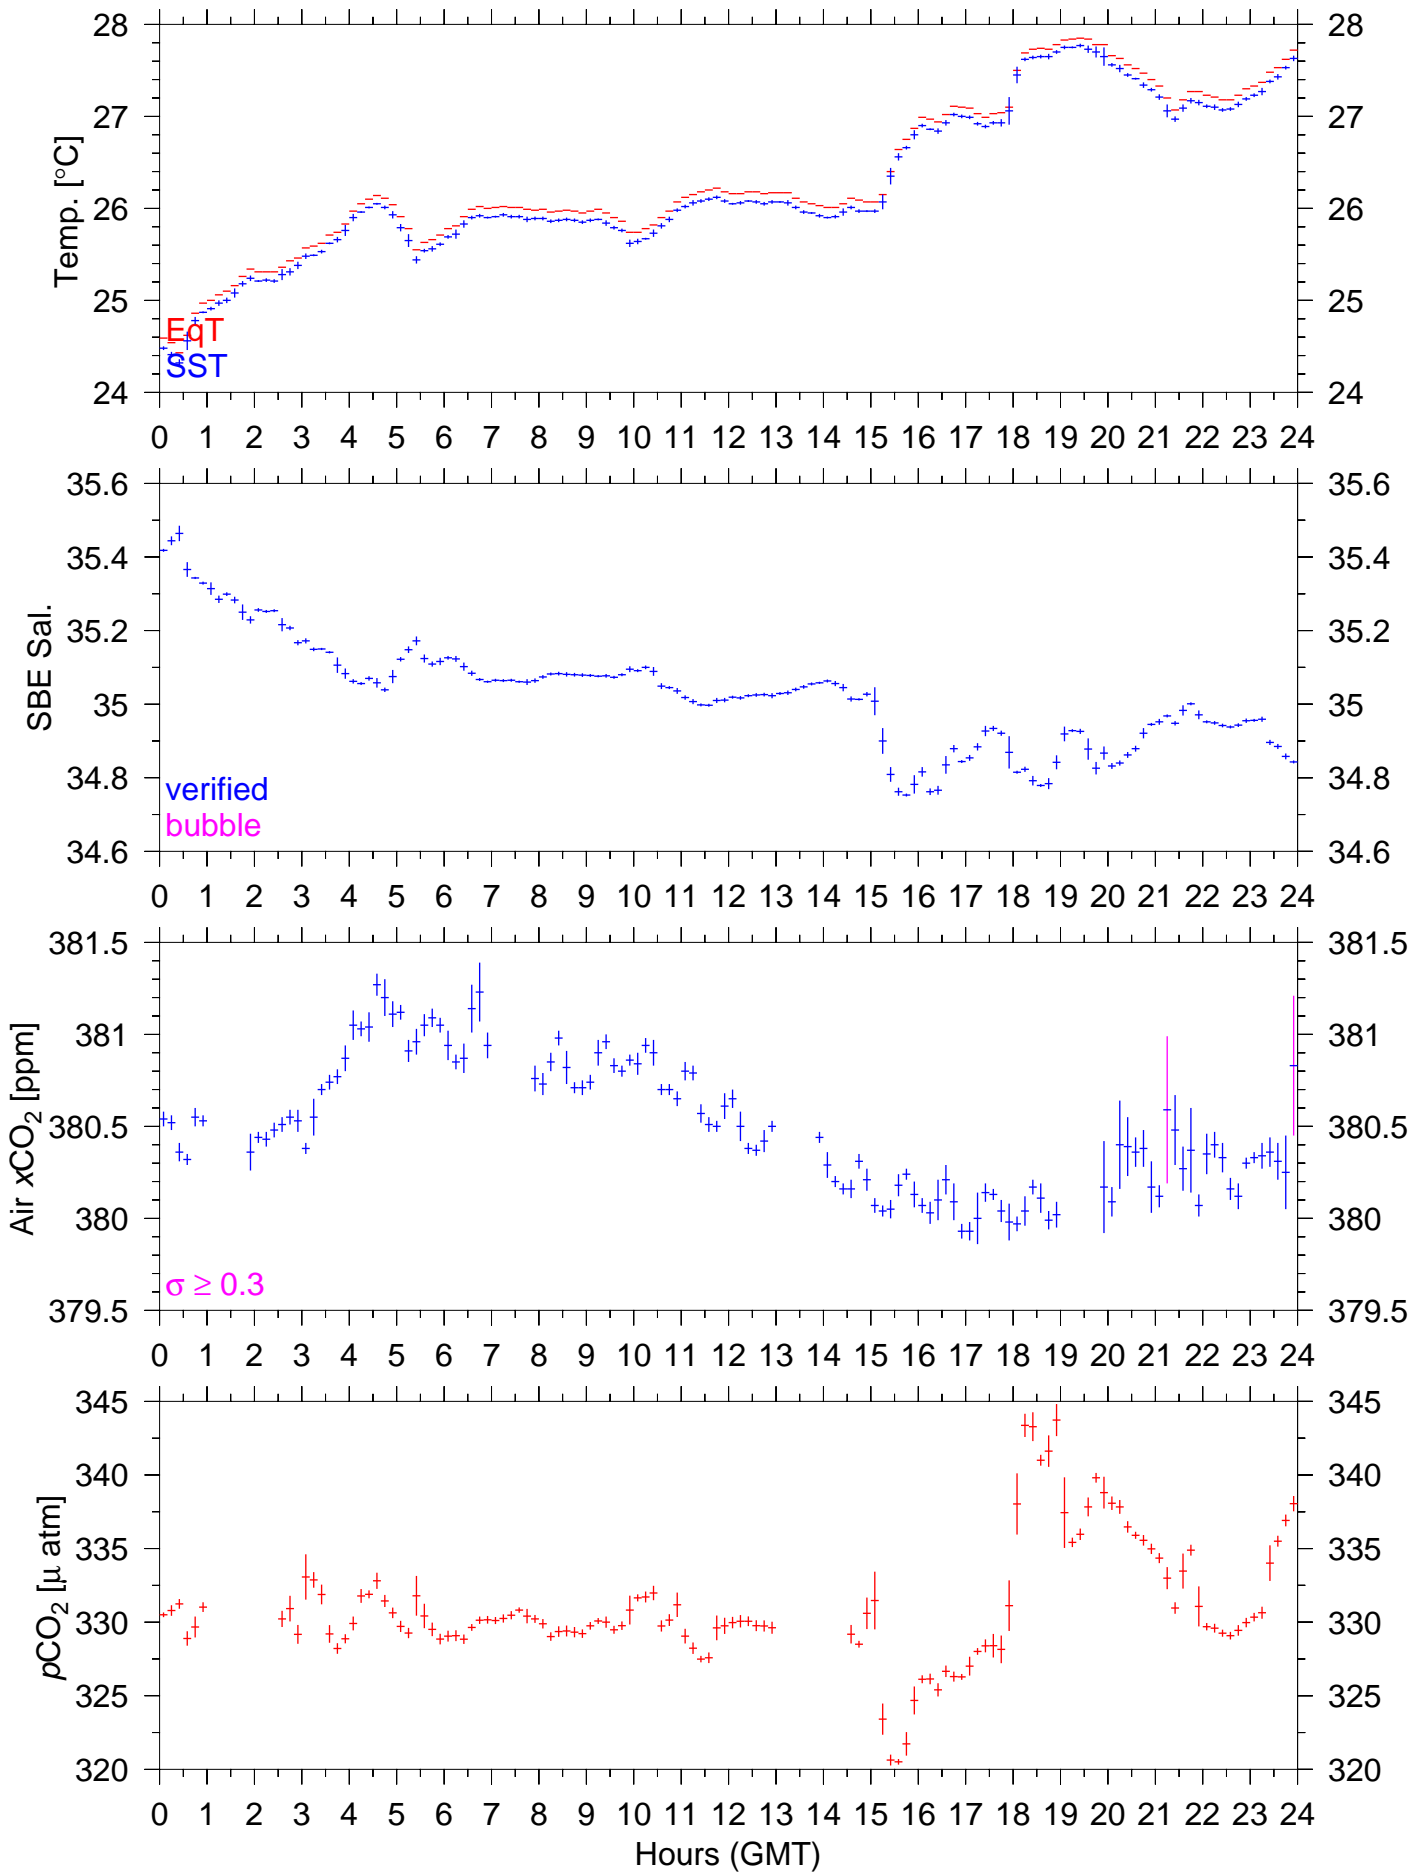 28 28
27 27
26 26
25 25
24 24
Temp. [°C]
EqT
SST
0 1 2 3 4 5 6 7 8 9 10 11 12 13 14 15 16 17 18 19 20 21 22 23 24
35.6 35.6
35.4 35.4
35.2 35.2
35 35
34.8 34.8
34.6 34.6
SBE Sal.
verified
bubble
0 1 2 3 4 5 6 7 8 9 10 11 12 13 14 15 16 17 18 19 20 21 22 23 24
381.5 381.5
381 381
380.5 380.5
380 380
379.5 379.5
Air xCO₂ [ppm]
σ ≥ 0.3
0 1 2 3 4 5 6 7 8 9 10 11 12 13 14 15 16 17 18 19 20 21 22 23 24
345 345
340 340
335 335
330 330
325 325
320 320
pCO₂ [μ atm]
0 1 2 3 4 5 6 7 8 9 10 11 12 13 14 15 16 17 18 19 20 21 22 23 24
Hours (GMT)